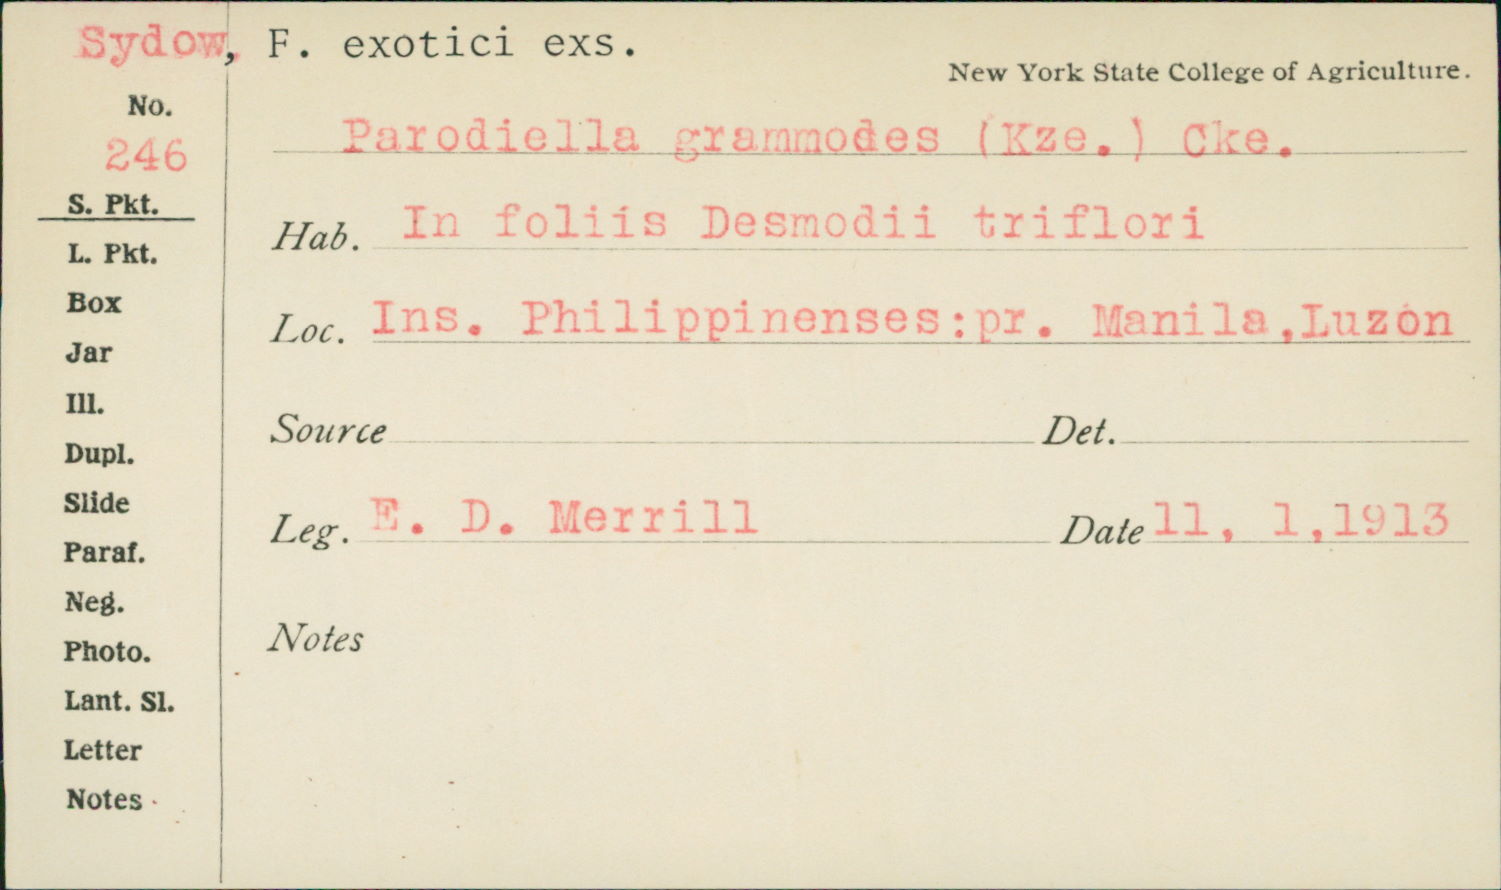 Sydow, F. exotici exs.
New York State College of Agriculture.
No.
246
Parodiella grammodes (Kze.) Cke.
S. Pkt.
Hab. In foliis Desmodii triflori
L. Pkt.
Box
Loc. Ins. Philippinenses:pr. Manila,Luzon
Jar
Ill.
Source Det.
Dupl.
Slide
Leg. E. D. Merrill Date 11, 1,1913
Paraf.
Neg.
Notes
Photo.
Lant. Sl.
Letter
Notes